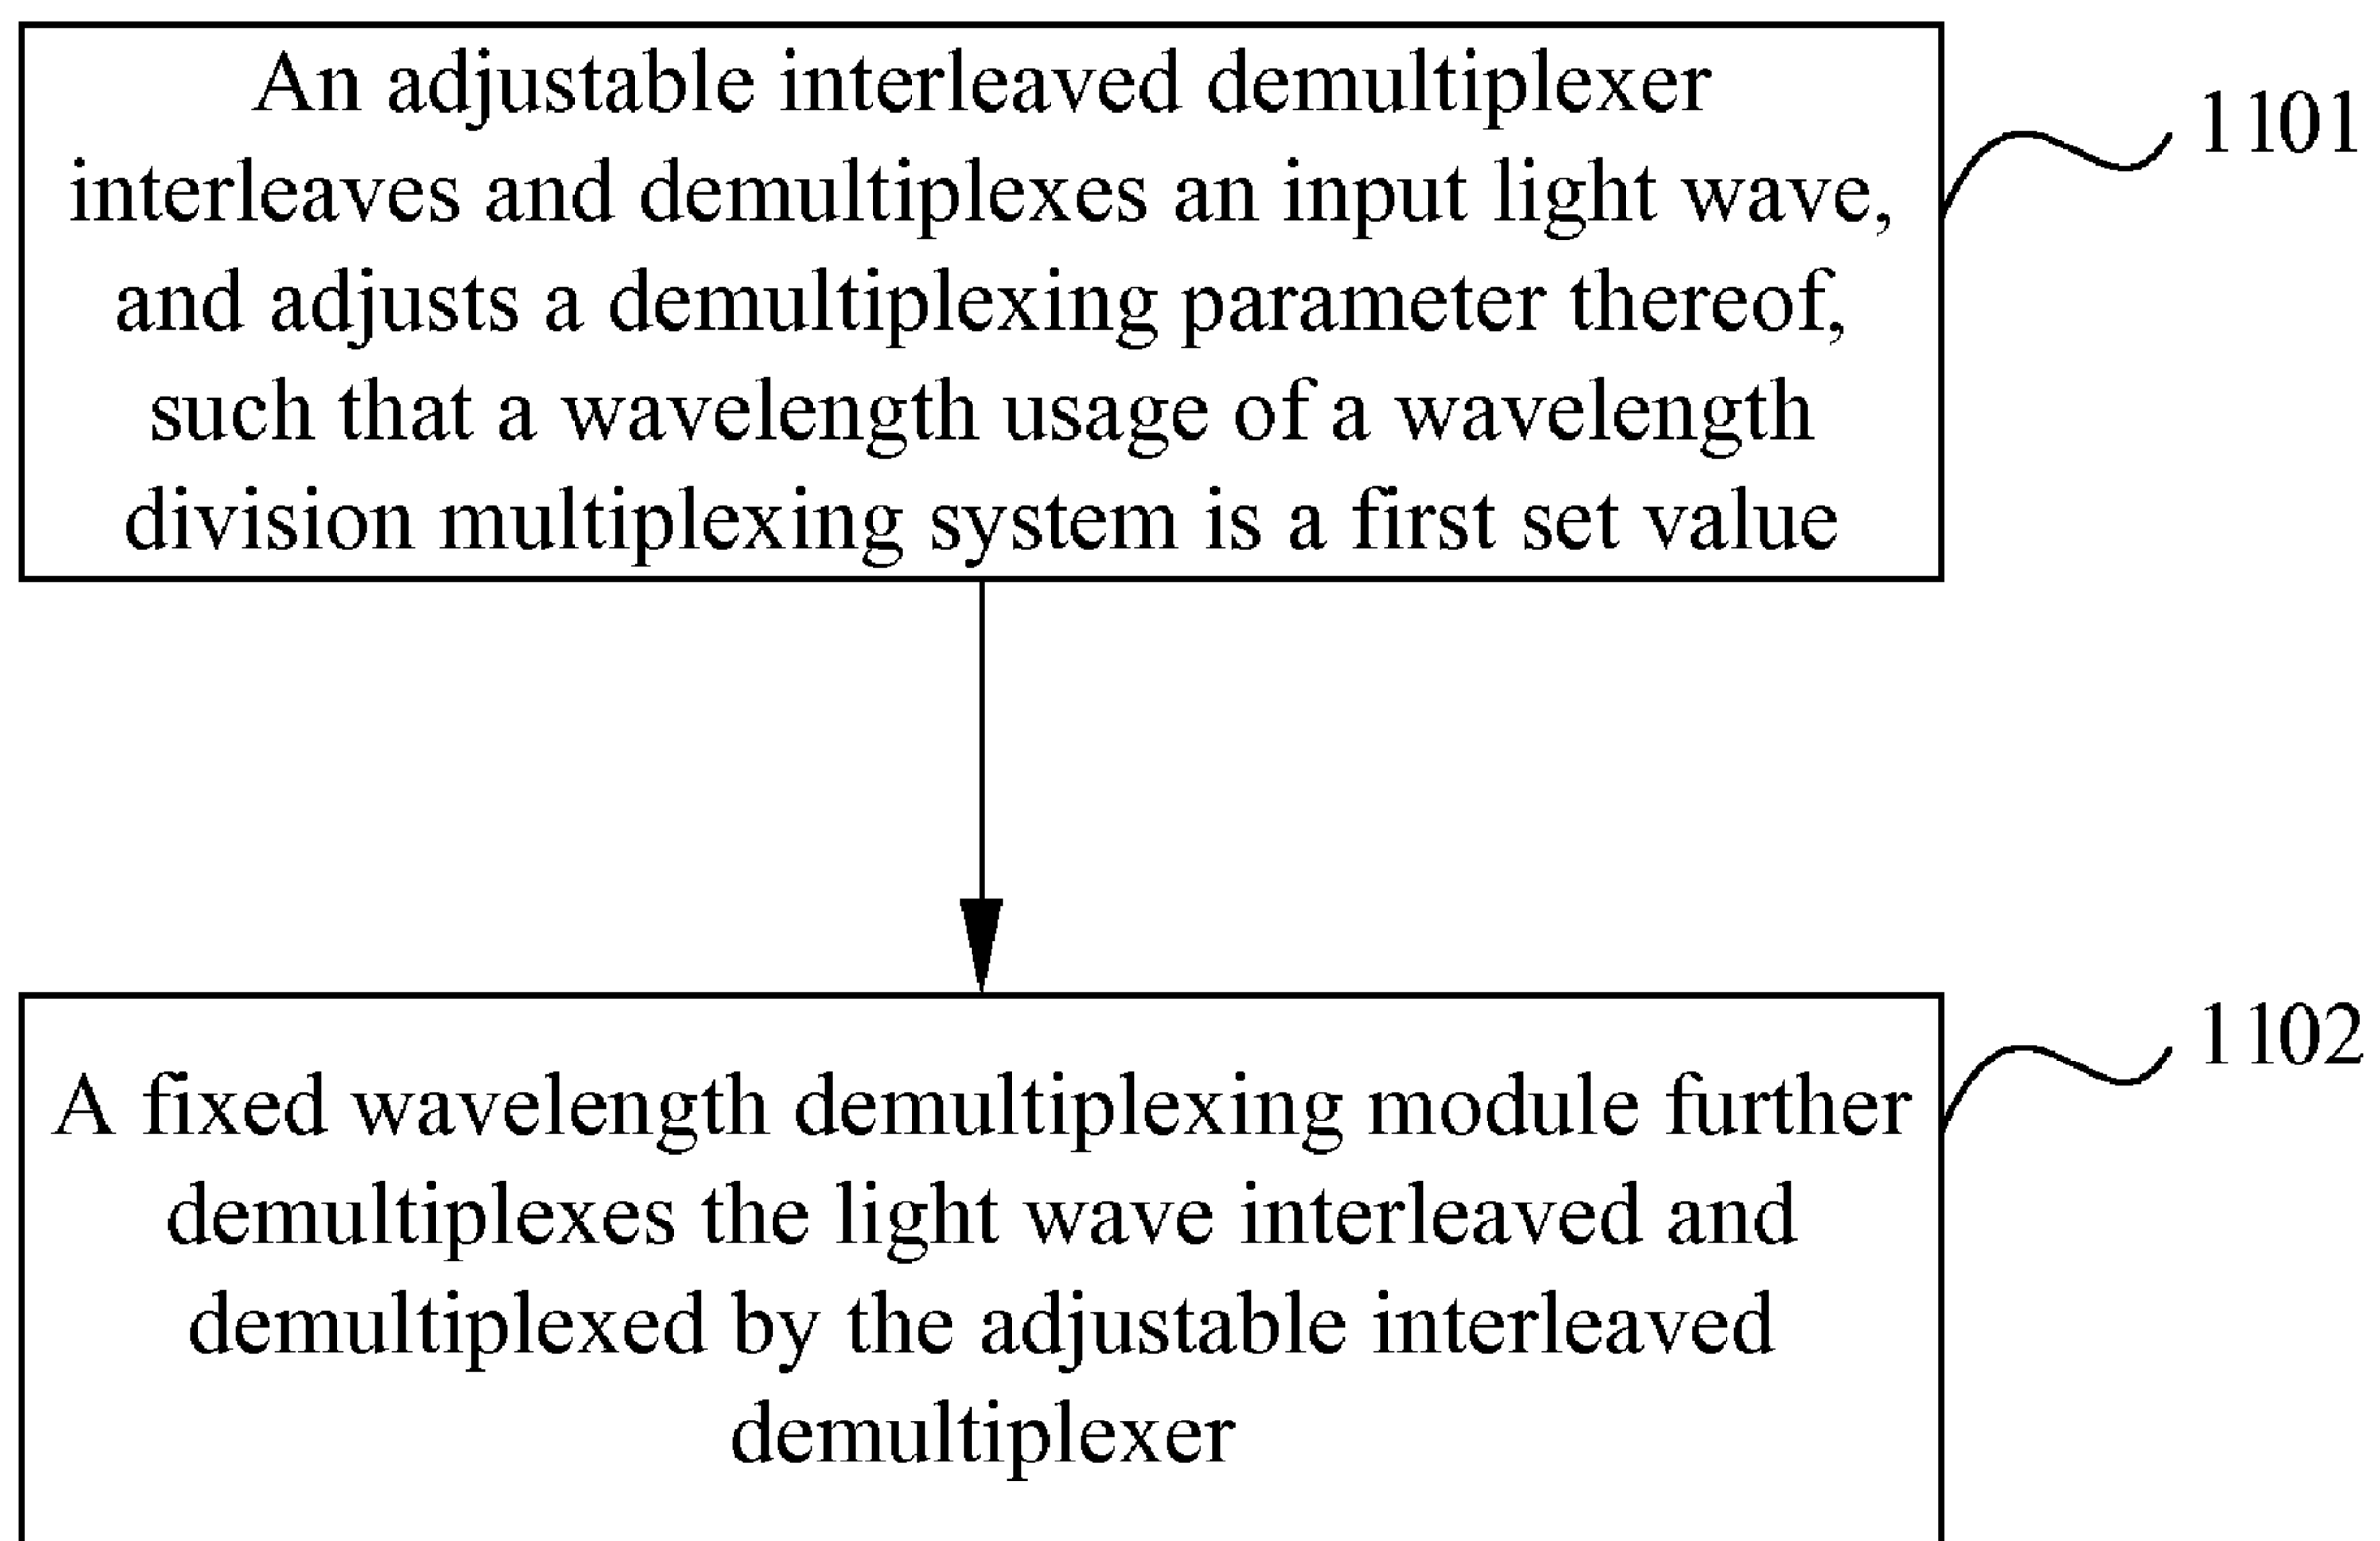 An adjustable interleaved demultiplexer
interleaves and demultiplexes an input light wave,
and adjusts a demultiplexing parameter thereof,
such that a wavelength usage of a wavelength
division multiplexing system is a first set value
1101
A fixed wavelength demultiplexing module further
demultiplexes the light wave interleaved and
demultiplexed by the adjustable interleaved
demultiplexer
1102